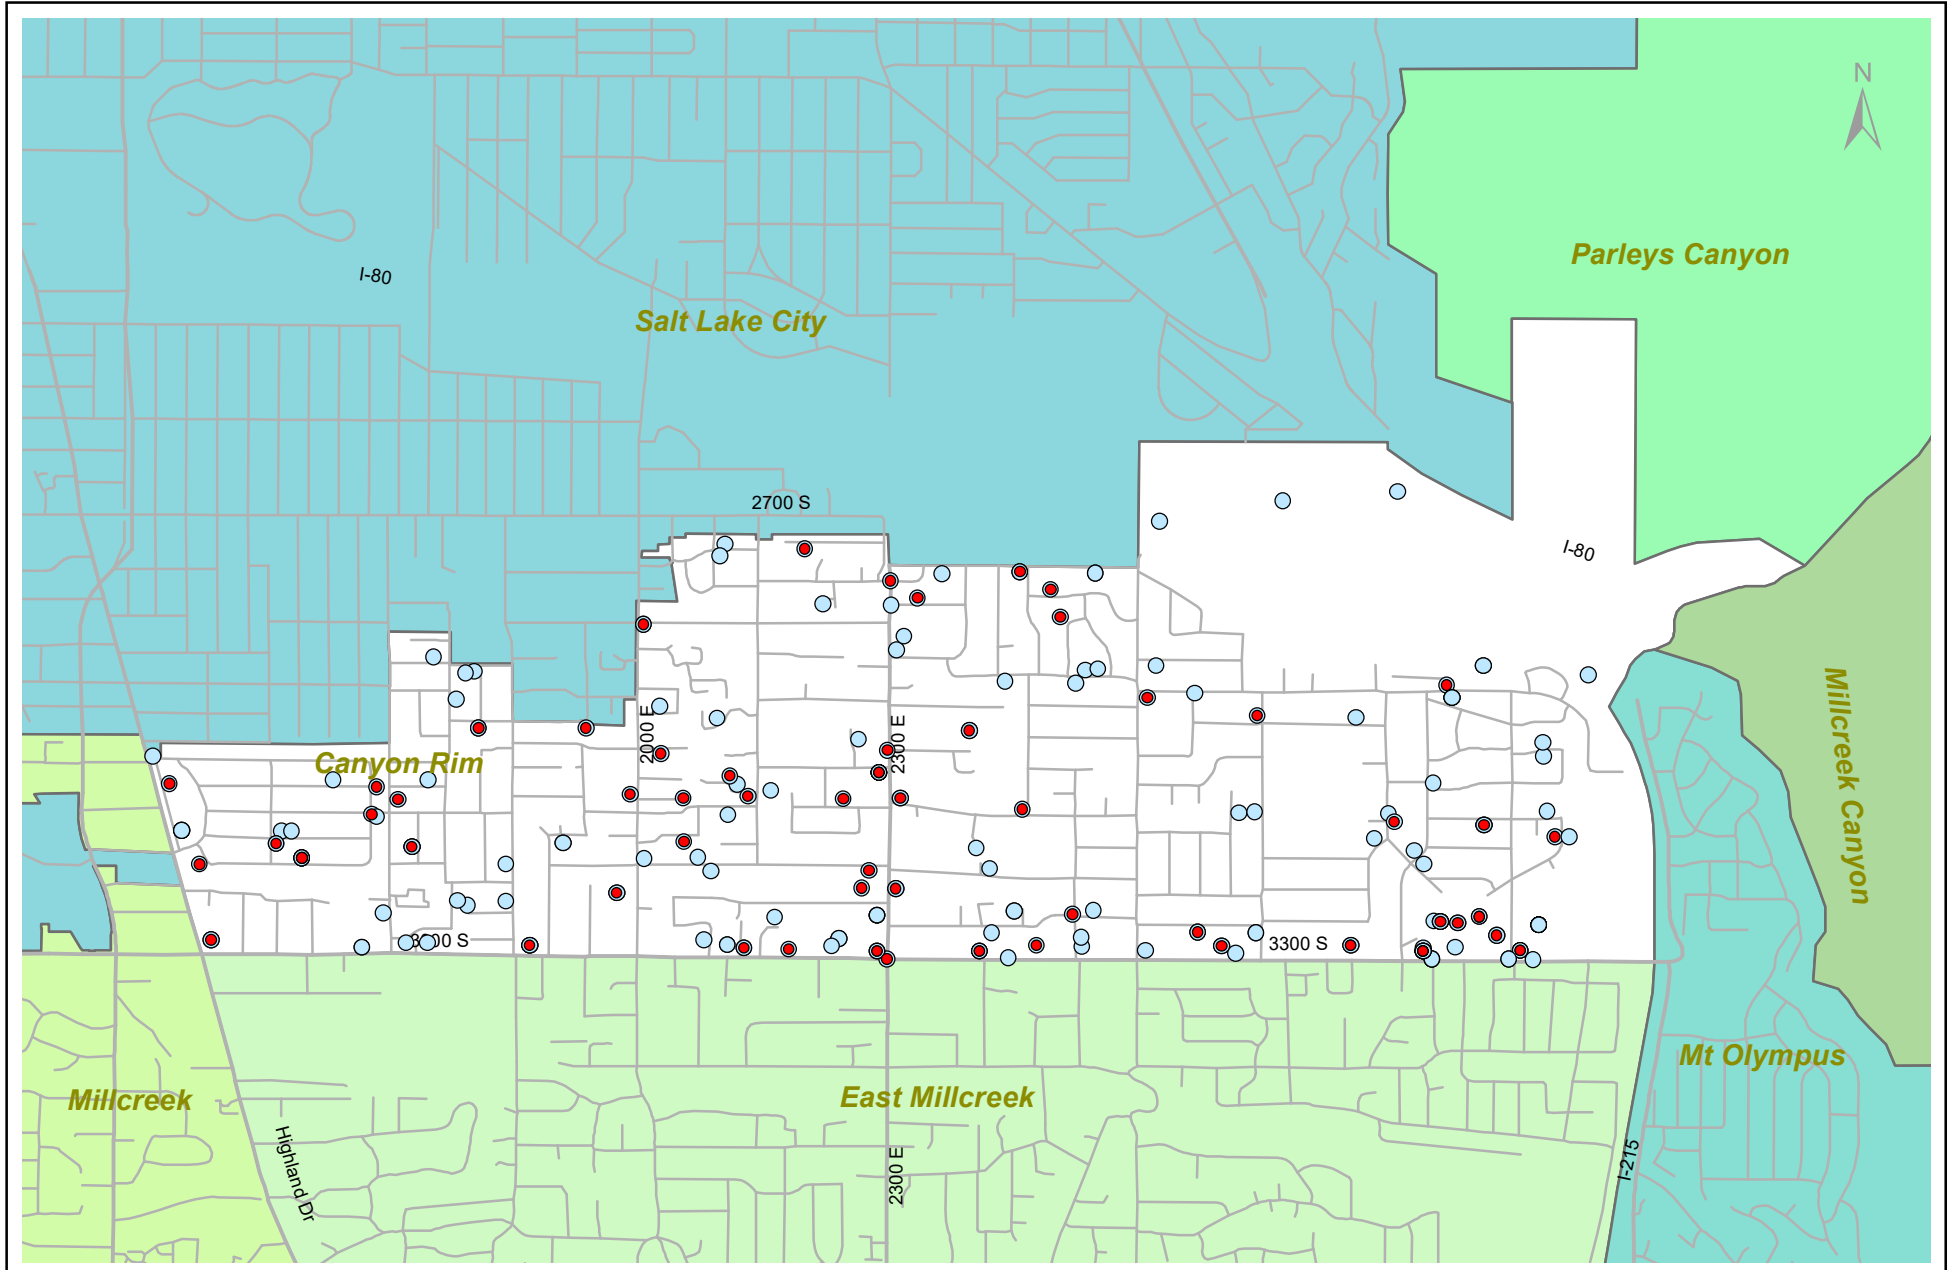 N
Parleys Canyon
I-80
Salt Lake City
2700 S
I-80
2000 E
2300 E
Canyon Rim
Millcreek Canyon
3300 S
3300 S
Mt Olympus
Millcreek
East Millcreek
Highland Dr
2300 E
I-215